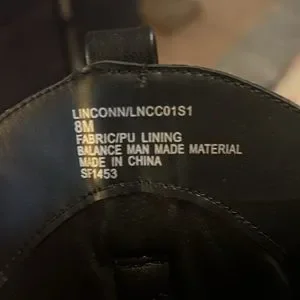 LINCONN/LNCC01S1
8M
FABRIC/PU LINING
BALANCE MAN MADE MATERIAL
MADE IN CHINA
SF1453